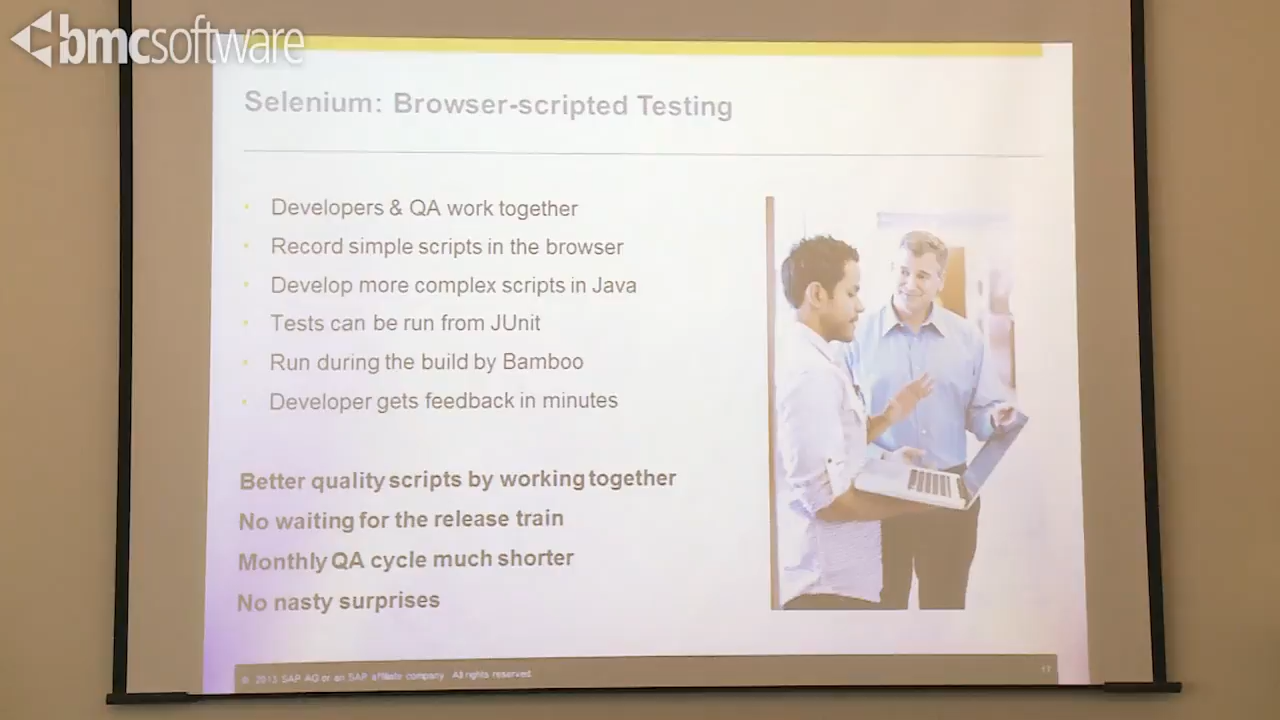 bmcsoftware
Selenium: Browser-scripted Testing
• Developers & QA work together
• Record simple scripts in the browser
• Develop more complex scripts in Java
• Tests can be run from JUnit
• Run during the build by Bamboo
• Developer gets feedback in minutes
Better quality scripts by working together
No waiting for the release train
Monthly QA cycle much shorter
No nasty surprises
© 2013 SAP AG or an SAP affiliate company. All rights reserved.
17